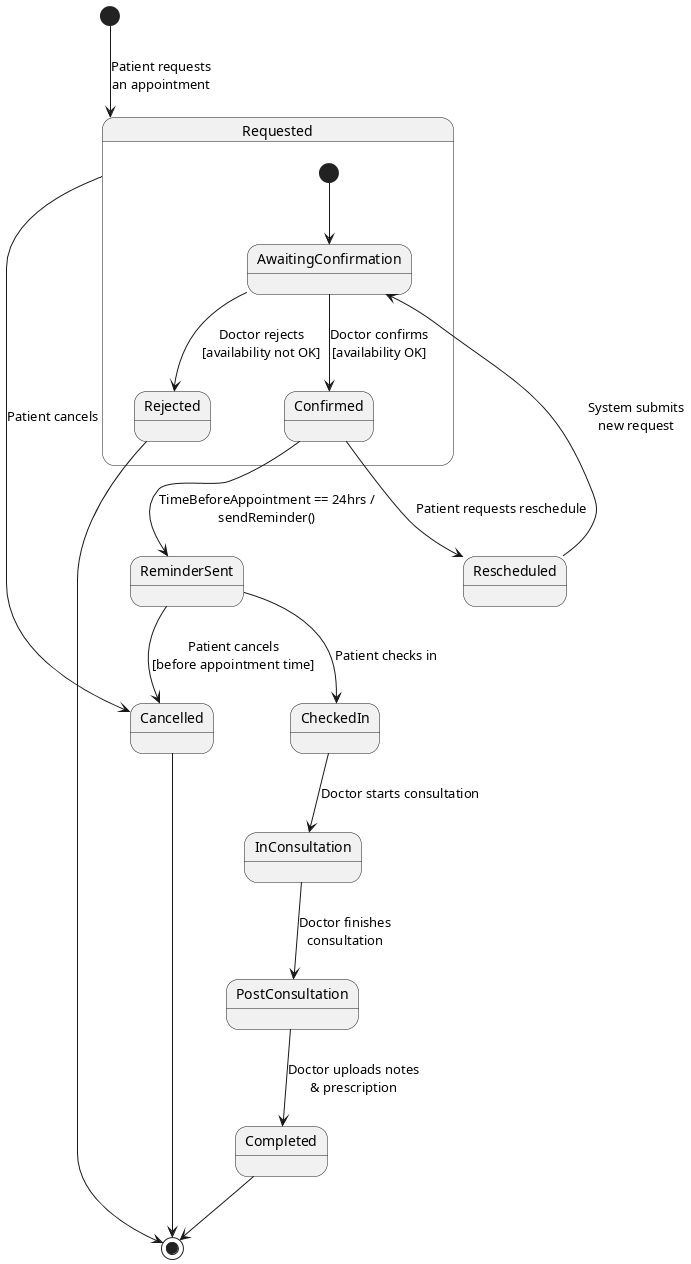 Patient requests
an appointment
Requested
AwaitingConfirmation
Doctor rejects
[availability not OK]
Doctor confirms
[availability OK]
Rejected
Confirmed
Patient cancels
System submits
new request
TimeBeforeAppointment == 24hrs /
sendReminder()
Patient requests reschedule
ReminderSent
Rescheduled
Patient cancels
[before appointment time]
Patient checks in
Cancelled
CheckedIn
Doctor starts consultation
InConsultation
Doctor finishes
consultation
PostConsultation
Doctor uploads notes
& prescription
Completed